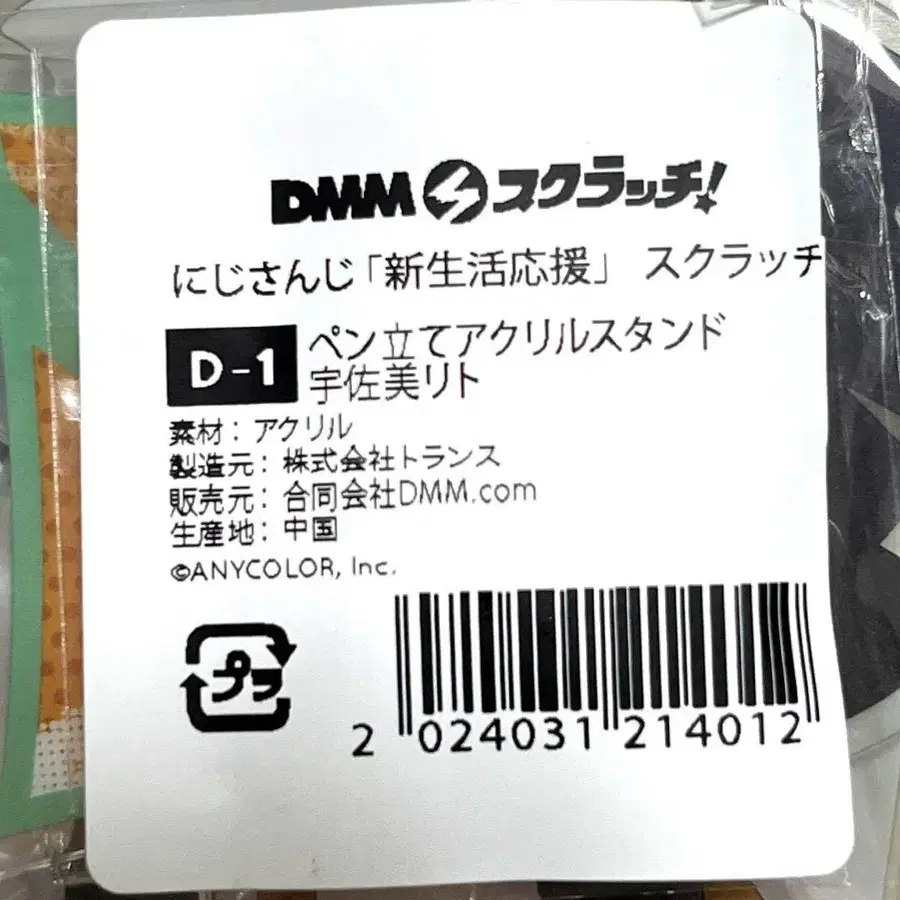 DMM スクラッチ!
にじさんじ「新生活応援」 スクラッチ
D-1 ペン立てアクリルスタンド
宇佐美リト
素材: アクリル
製造元: 株式会社トランス
販売元: 合同会社DMM.com
生産地: 中国
©ANYCOLOR, Inc.
プラ
2 024031 214012